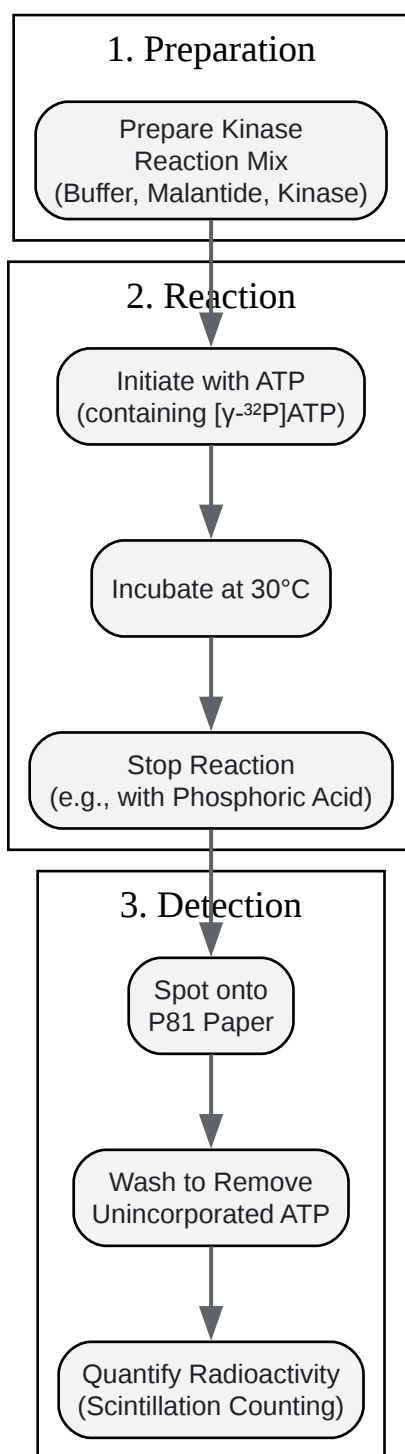 1. Preparation
Prepare Kinase
Reaction Mix
(Buffer, Malantide, Kinase)
2. Reaction
Initiate with ATP
(containing [γ-³²P]ATP)
Incubate at 30°C
Stop Reaction
(e.g., with Phosphoric Acid)
3. Detection
Spot onto
P81 Paper
Wash to Remove
Unincorporated ATP
Quantify Radioactivity
(Scintillation Counting)